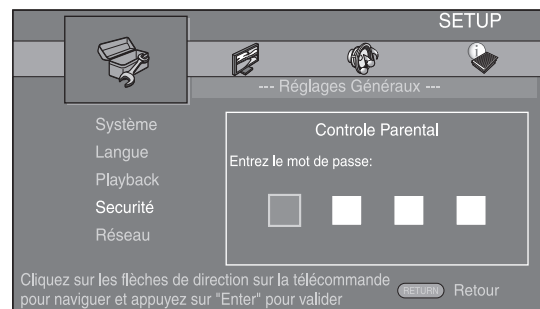 SETUP
--- Réglages Généraux ---
Système
Langue
Playback
Securité
Réseau
Controle Parental
Entrez le mot de passe:
Cliquez sur les flèches de direction sur la télécommande
pour naviguer et appuyez sur "Enter" pour valider
RETURN Retour